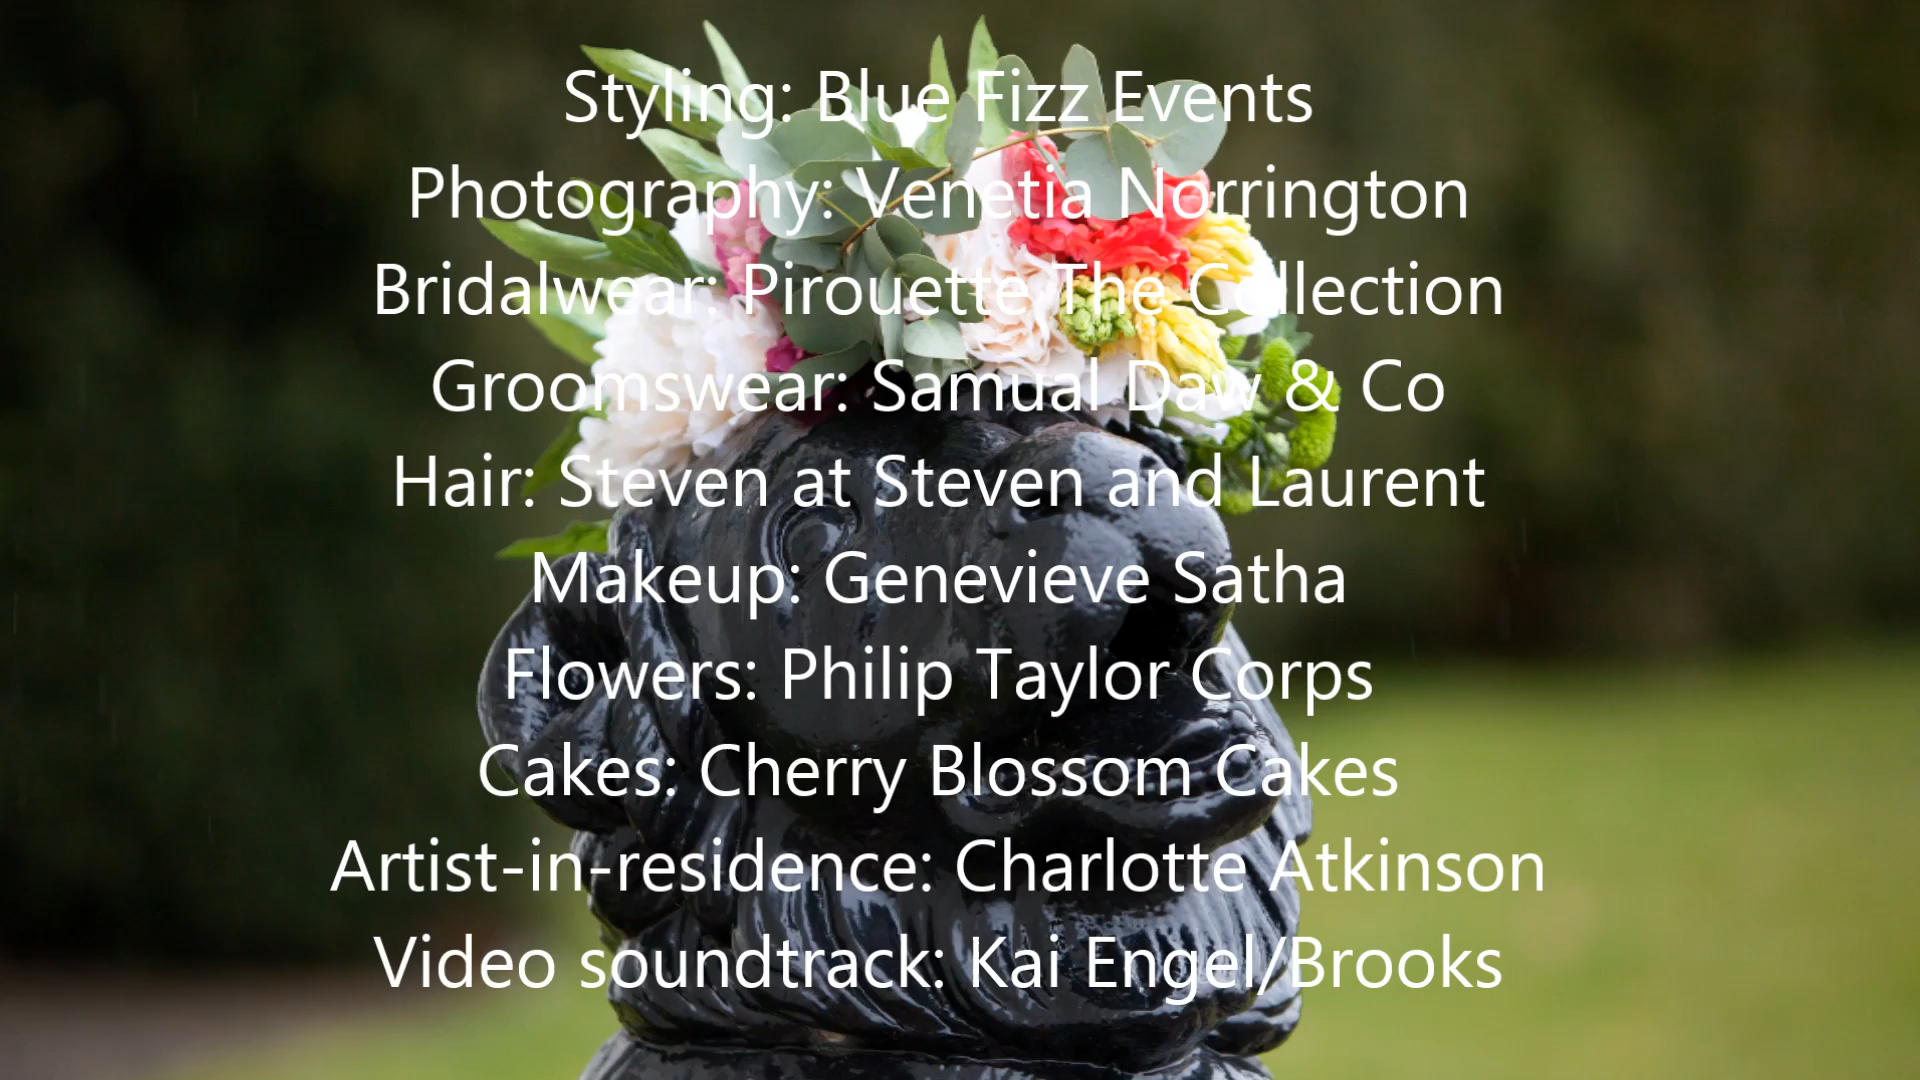 Styling: Blue Fizz Events
Photography: Venetia Norrington
Bridalwear: Pirouette The Collection
Groomswear: Samual Daw & Co
Hair: Steven at Steven and Laurent
Makeup: Genevieve Satha
Flowers: Philip Taylor Corps
Cakes: Cherry Blossom Cakes
Artist-in-residence: Charlotte Atkinson
Video soundtrack: Kai Engel/Brooks